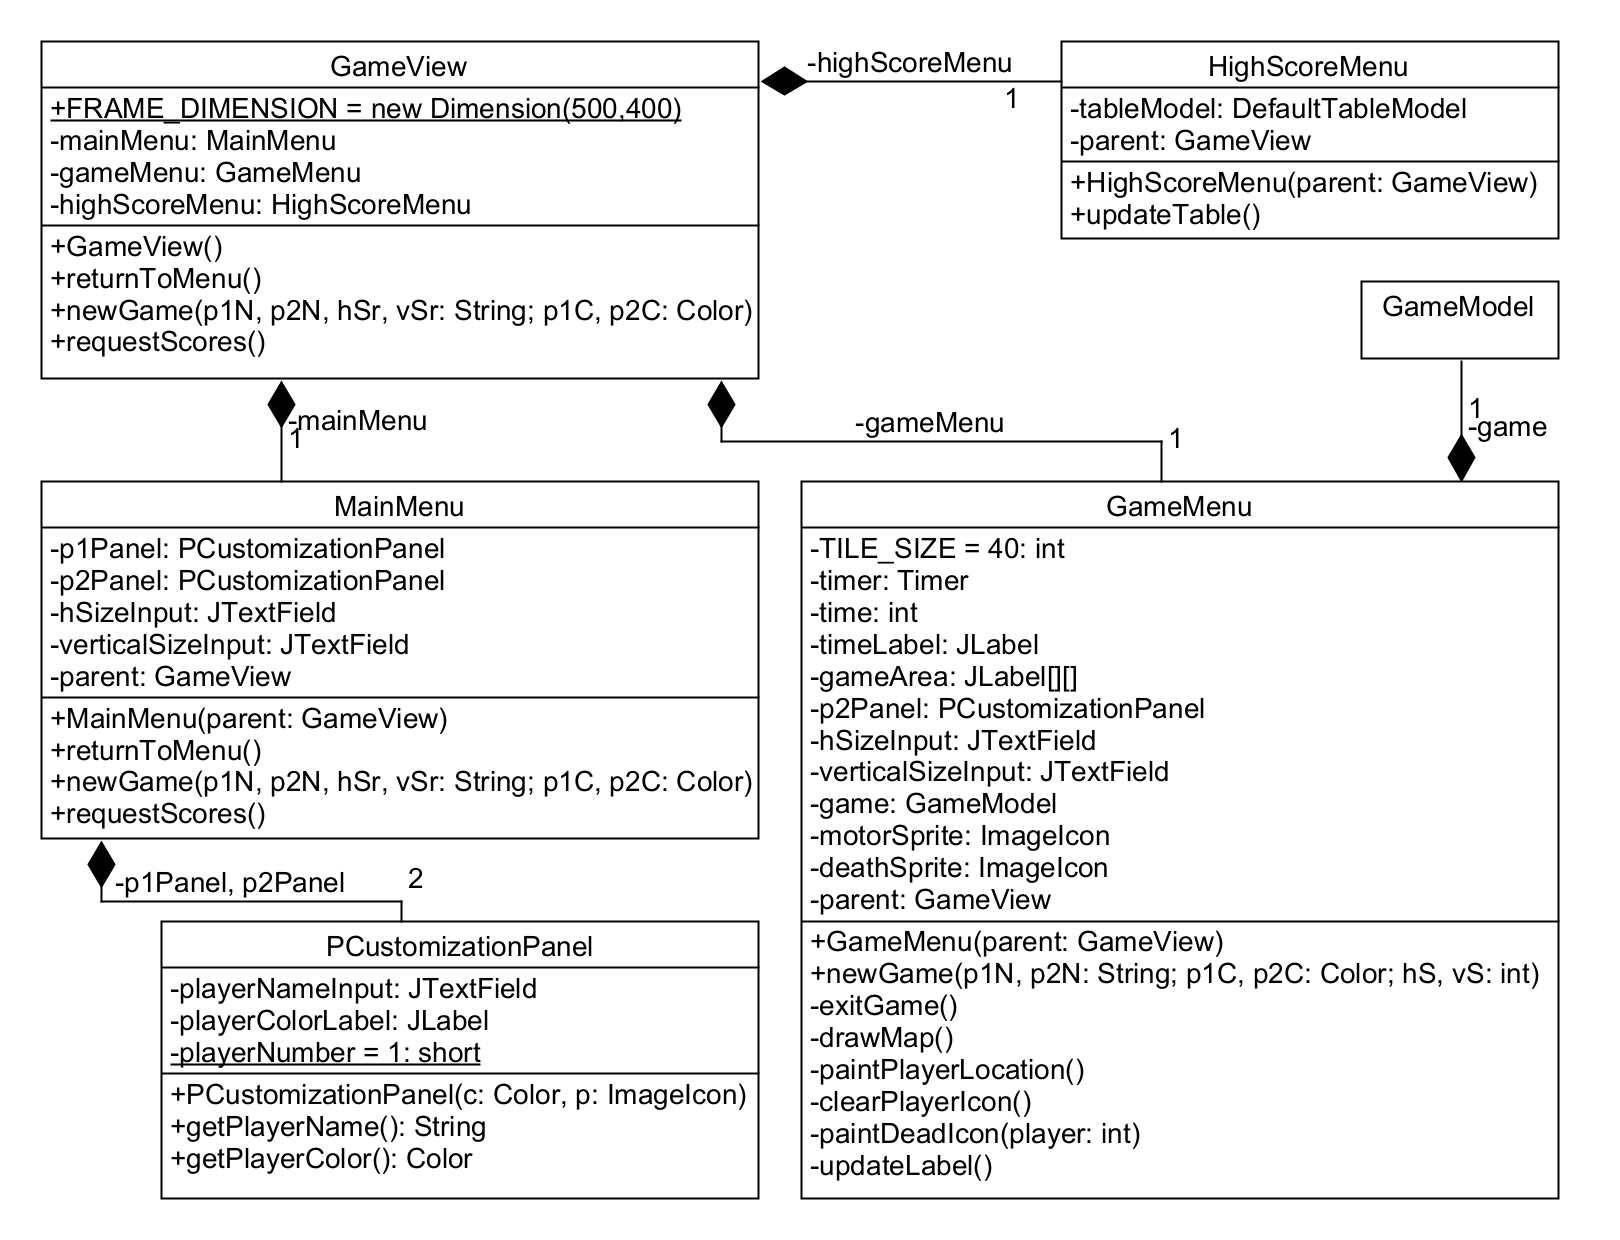 GameView
+FRAME_DIMENSION = new Dimension(500,400)
-mainMenu: MainMenu
-gameMenu: GameMenu
-highScoreMenu: HighScoreMenu
+GameView()
+returnToMenu()
+newGame(p1N, p2N, hSr, vSr: String; p1C, p2C: Color)
+requestScores()
-highScoreMenu
1
HighScoreMenu
-tableModel: DefaultTableModel
-parent: GameView
+HighScoreMenu(parent: GameView)
+updateTable()
GameModel
1
-game
-mainMenu
1
-gameMenu
1
MainMenu
-p1Panel: PCustomizationPanel
-p2Panel: PCustomizationPanel
-hSizeInput: JTextField
-verticalSizeInput: JTextField
-parent: GameView
+MainMenu(parent: GameView)
+returnToMenu()
+newGame(p1N, p2N, hSr, vSr: String; p1C, p2C: Color)
+requestScores()
-p1Panel, p2Panel
2
PCustomizationPanel
-playerNameInput: JTextField
-playerColorLabel: JLabel
-playerNumber = 1: short
+PCustomizationPanel(c: Color, p: ImageIcon)
+getPlayerName(): String
+getPlayerColor(): Color
GameMenu
-TILE_SIZE = 40: int
-timer: Timer
-time: int
-timeLabel: JLabel
-gameArea: JLabel[][]
-p2Panel: PCustomizationPanel
-hSizeInput: JTextField
-verticalSizeInput: JTextField
-game: GameModel
-motorSprite: ImageIcon
-deathSprite: ImageIcon
-parent: GameView
+GameMenu(parent: GameView)
+newGame(p1N, p2N: String; p1C, p2C: Color; hS, vS: int)
-exitGame()
-drawMap()
-paintPlayerLocation()
-clearPlayerIcon()
-paintDeadIcon(player: int)
-updateLabel()